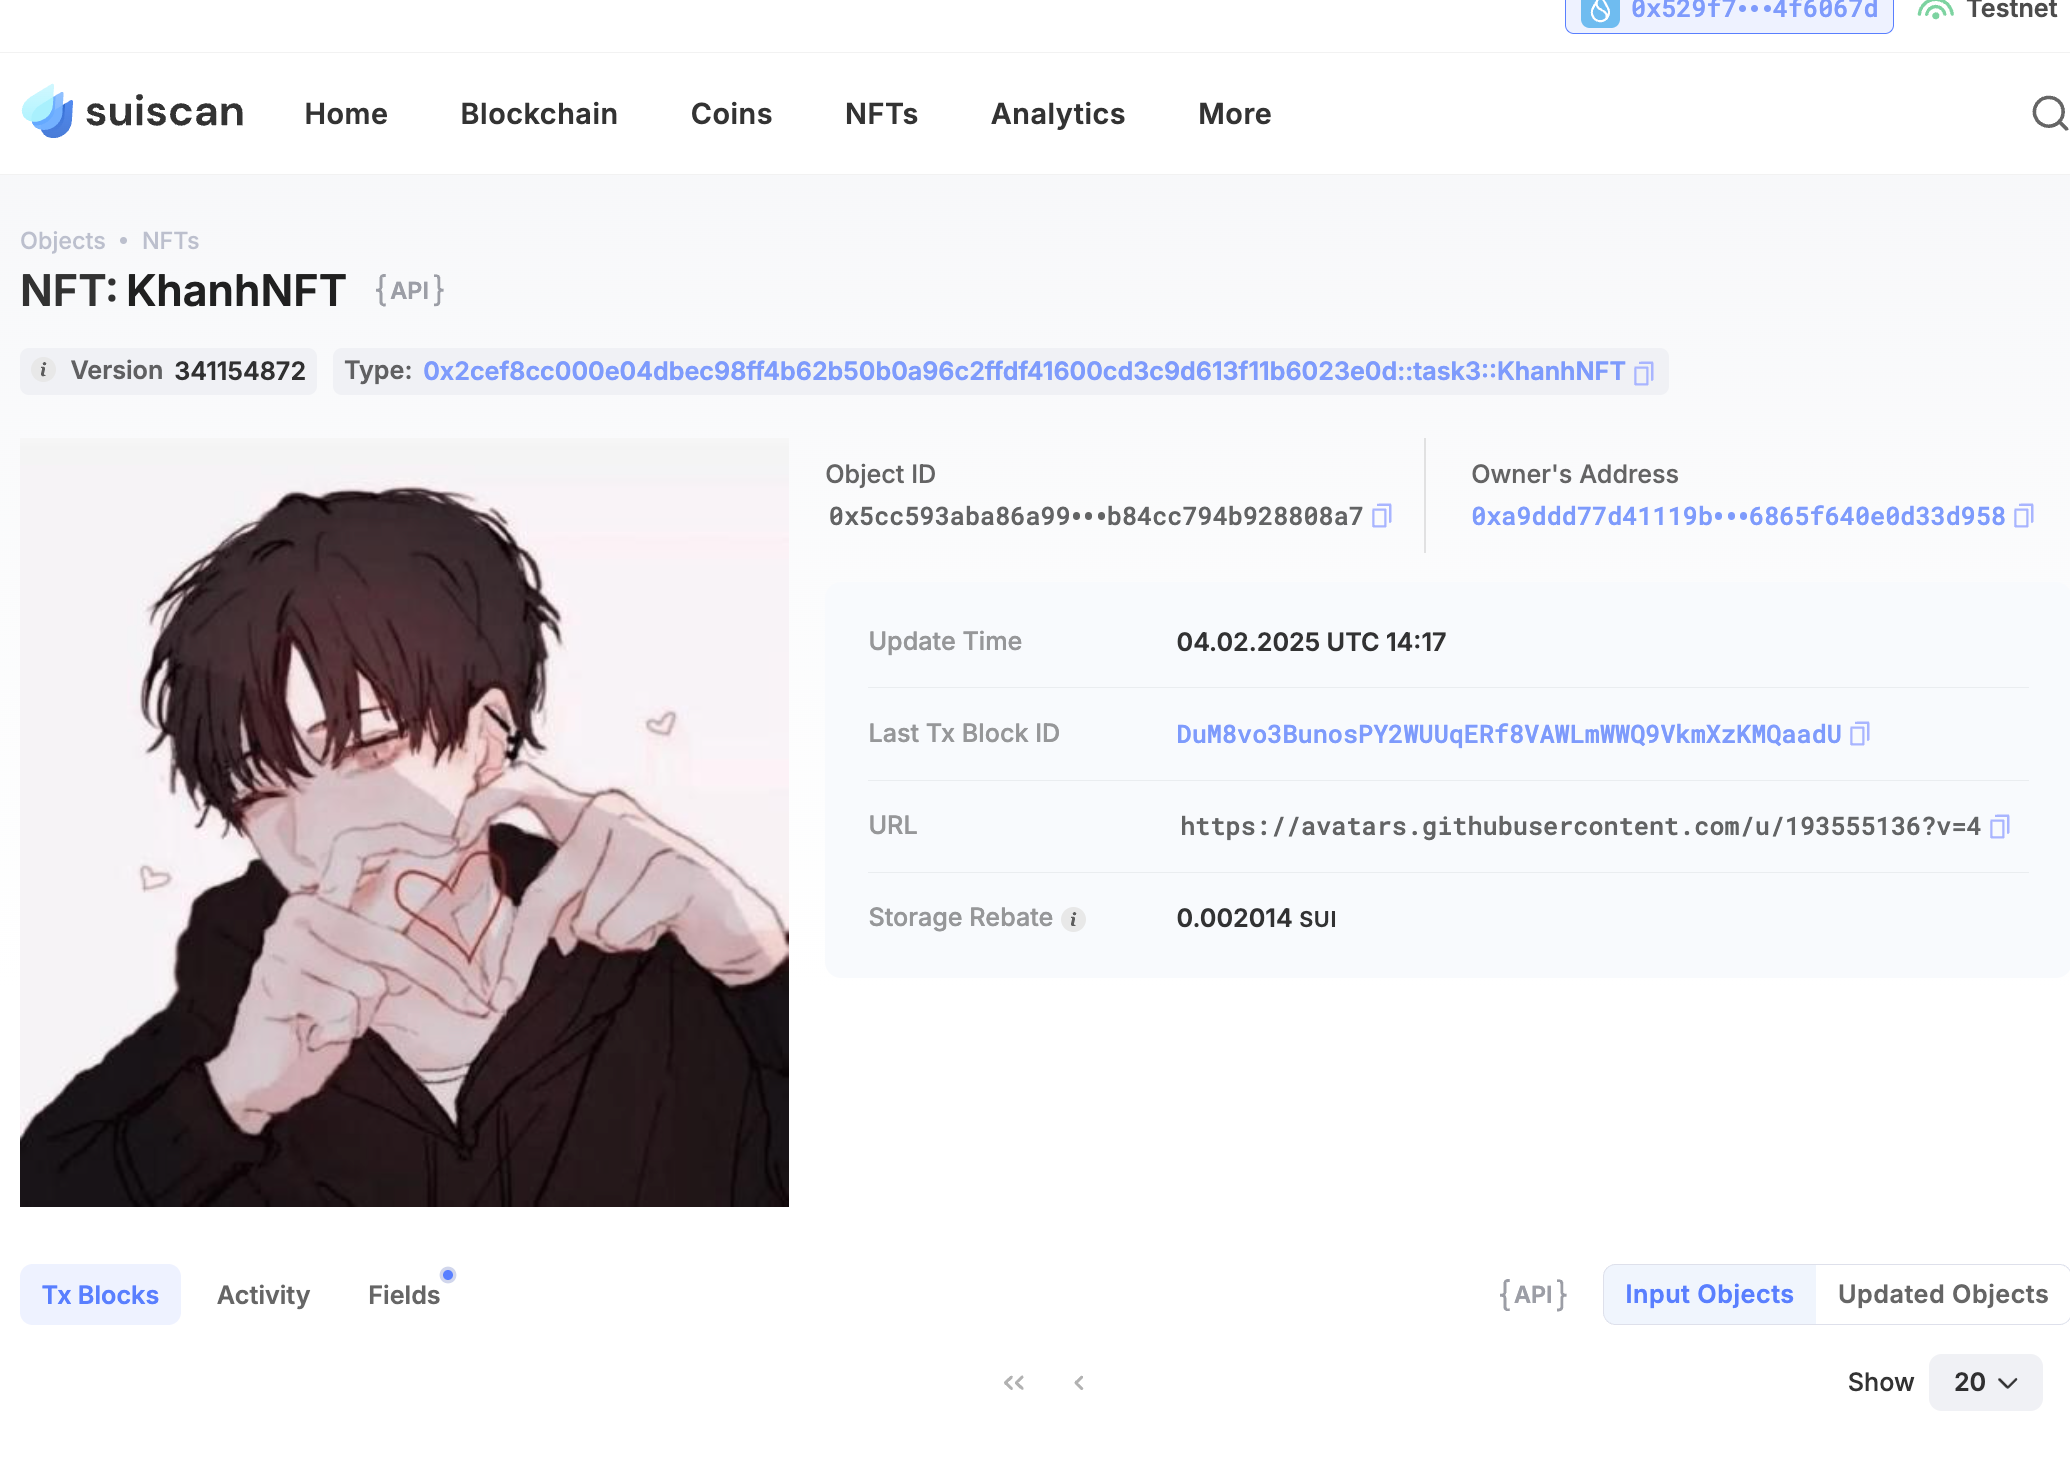 0x529f7•••4f6067d Testnet
suiscan Home Blockchain Coins NFTs Analytics More
Objects • NFTs
NFT: KhanhNFT {API}
i Version 341154872 Type: 0x2cef8cc000e04dbec98ff4b62b50b0a96c2ffdf41600cd3c9d613f11b6023e0d::task3::KhanhNFT
Object ID
0x5cc593aba86a99•••b84cc794b928808a7
Owner's Address
0xa9ddd77d41119b•••6865f640e0d33d958
Update Time 04.02.2025 UTC 14:17
Last Tx Block ID DuM8vo3BunosPY2WUUqERf8VAWLmWWQ9VkmXzKMQaadU
URL https://avatars.githubusercontent.com/u/193555136?v=4
Storage Rebate i 0.002014 SUI
Tx Blocks Activity Fields {API} Input Objects Updated Objects
Show 20